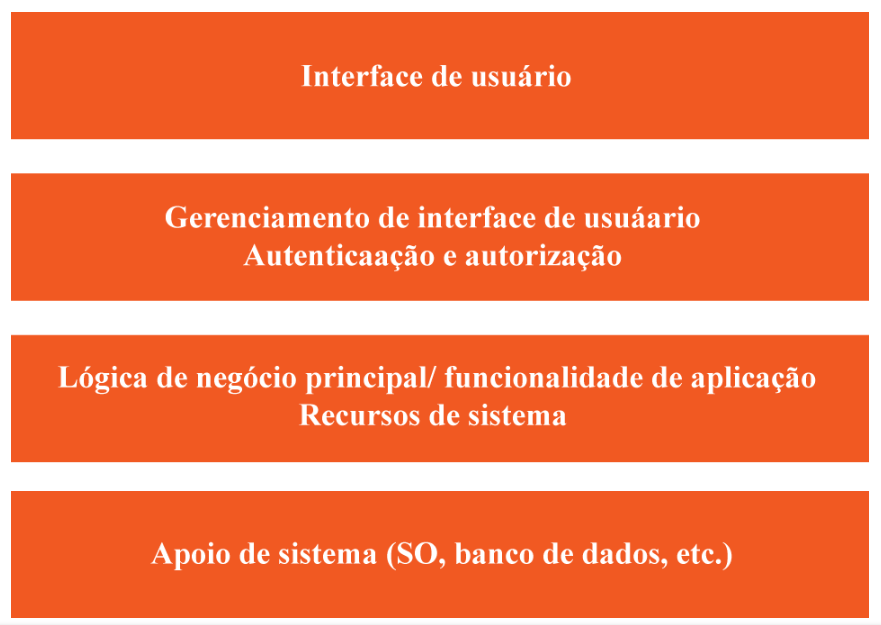 Interface de usuário
Gerenciamento de interface de usuáario
Autenticaação e autorização
Lógica de negócio principal/ funcionalidade de aplicação
Recursos de sistema
Apoio de sistema (SO, banco de dados, etc.)